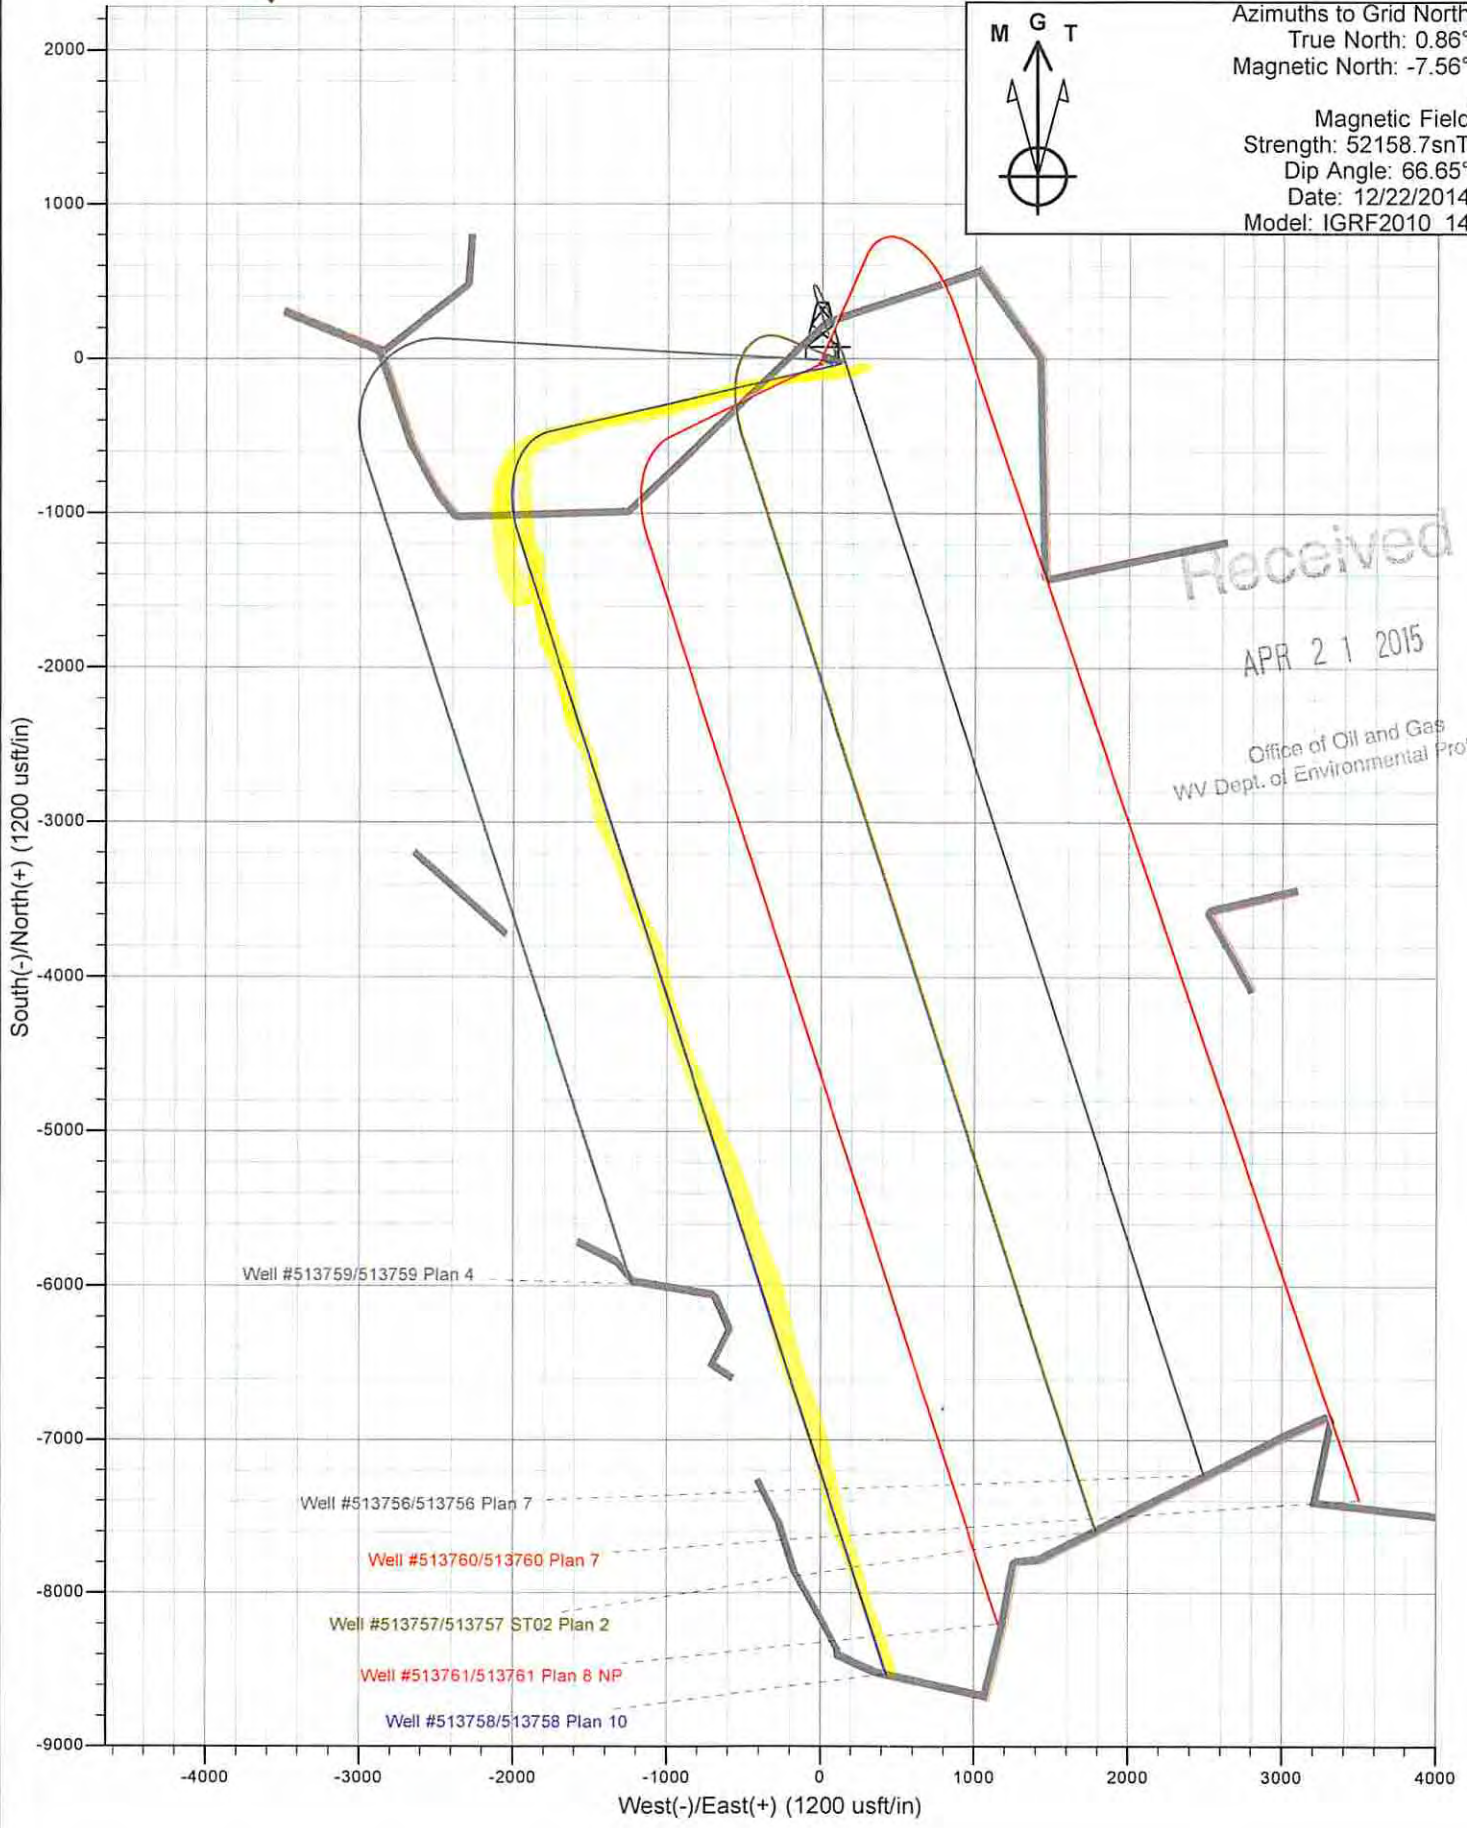 M G T
Azimuths to Grid North
True North: 0.86°
Magnetic North: -7.56°
Magnetic Field
Strength: 52158.7snT
Dip Angle: 66.65°
Date: 12/22/2014
Model: IGRF2010_14
2000
1000
0
-1000
-2000
-3000
-4000
-5000
-6000
-7000
-8000
-9000
South(-)/North(+) (1200 usft/in)
Received
APR 21 2015
Office of Oil and Gas
WV Dept. of Environmental Pro
Well #513759/513759 Plan 4
Well #513756/513756 Plan 7
Well #513760/513760 Plan 7
Well #513757/513757 ST02 Plan 2
Well #513761/513761 Plan 8 NP
Well #513758/513758 Plan 10
-4000 -3000 -2000 -1000 0 1000 2000 3000 4000
West(-)/East(+) (1200 usft/in)